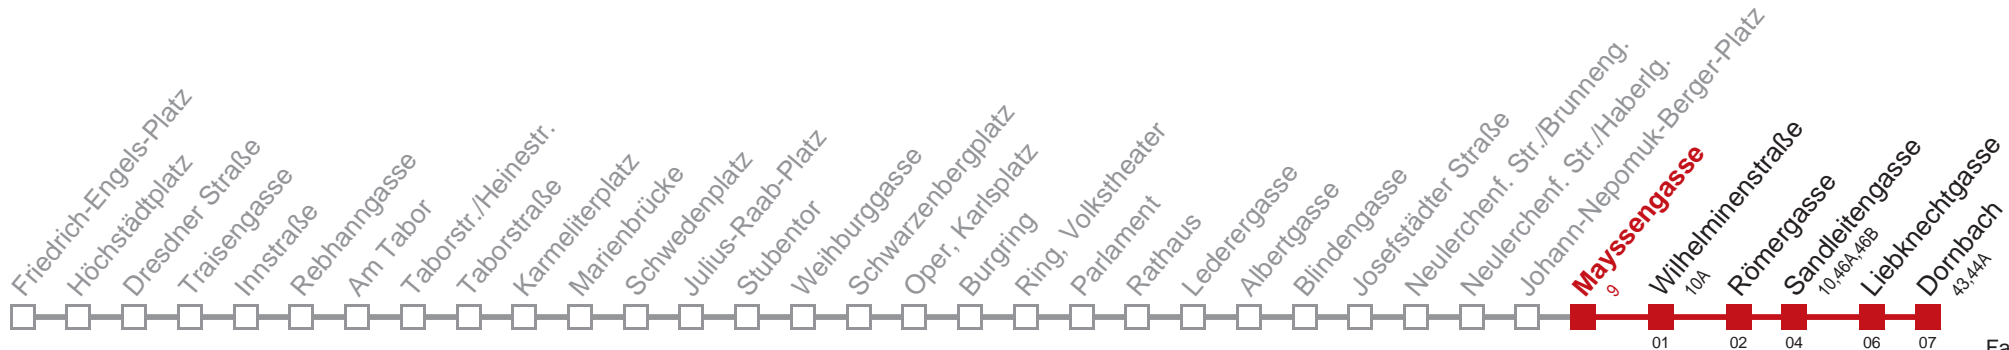 Friedrich-Engels-Platz
Höchstädtplatz
Dresdner Straße
Traisengasse
Innstraße
Rebhanngasse
Am Tabor
Taborstr./Heinestr.
Taborstraße
Karmeliterplatz
Marienbrücke
Schwedenplatz
Julius-Raab-Platz
Stubentor
Weihburggasse
Schwarzenbergplatz
Oper, Karlsplatz
Burgring
Ring, Volkstheater
Parlament
Rathaus
Lederergasse
Albertgasse
Blindengasse
Josefstädter Straße
Neulerchenf. Str./Brunneng.
Neulerchenf. Str./Haberlg.
Johann-Nepomuk-Berger-Platz
Mayssengasse
9
Wilhelminenstraße
10A
Römergasse
Sandleitengasse
10,46A,46B
Liebknechtgasse
Dornbach
43,44A
01 02 04 06 07